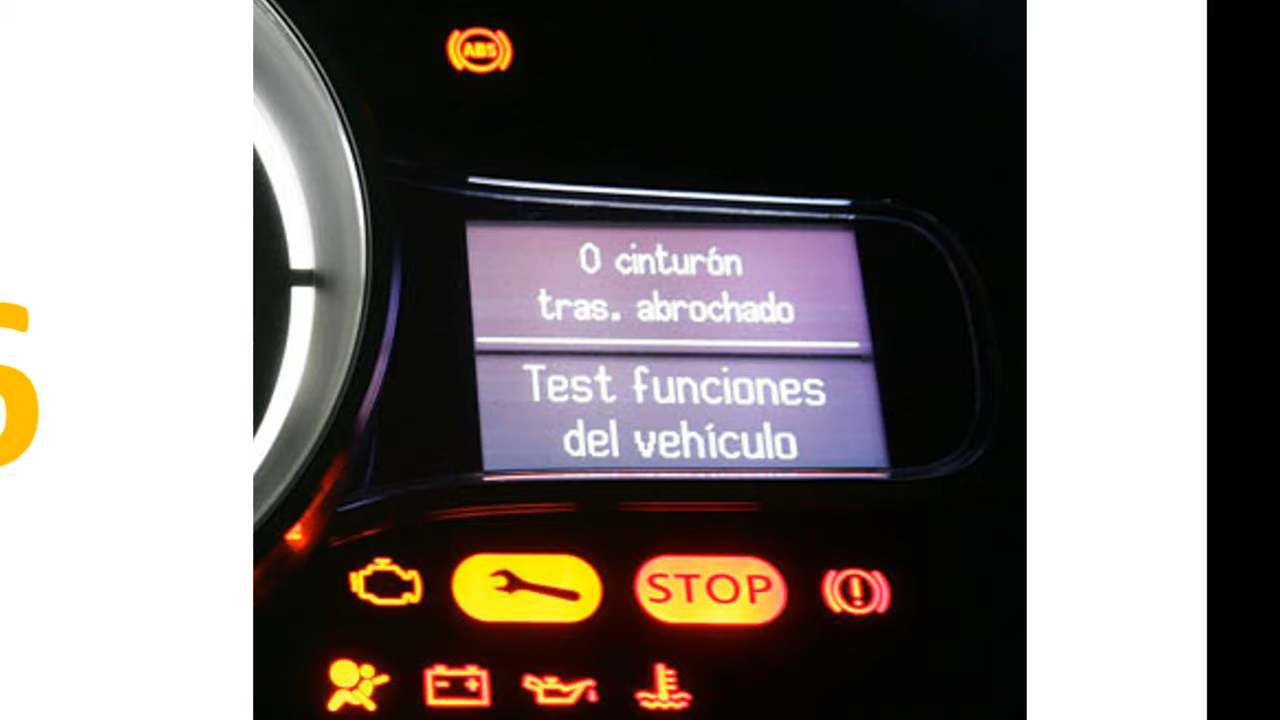 ABS
0 cinturón
tras. abrochado
Test funciones
del vehículo
STOP